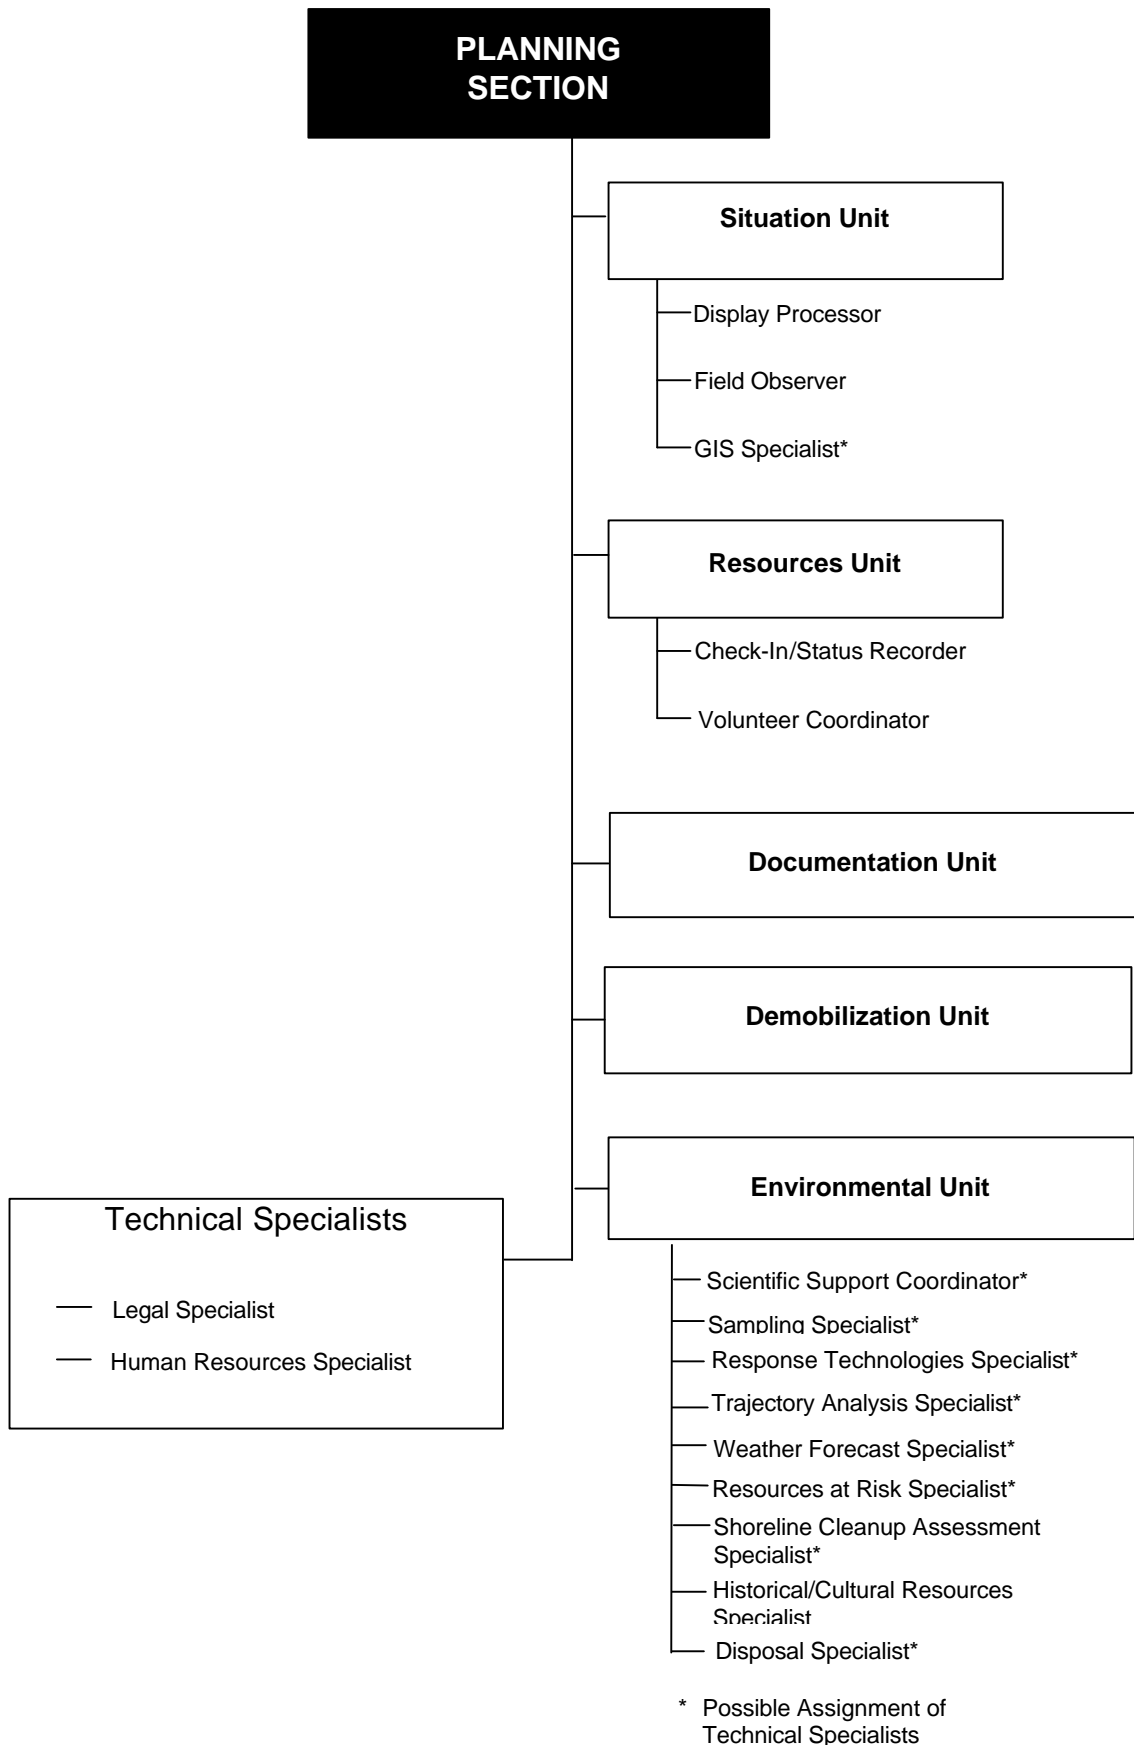 PLANNING
SECTION
Situation Unit
Display Processor
Field Observer
GIS Specialist*
Resources Unit
Check-In/Status Recorder
Volunteer Coordinator
Documentation Unit
Demobilization Unit
Environmental Unit
Technical Specialists
Legal Specialist
Human Resources Specialist
Scientific Support Coordinator*
Sampling Specialist*
Response Technologies Specialist*
Trajectory Analysis Specialist*
Weather Forecast Specialist*
Resources at Risk Specialist*
Shoreline Cleanup Assessment
Specialist*
Historical/Cultural Resources
Specialist
Disposal Specialist*
* Possible Assignment of
Technical Specialists